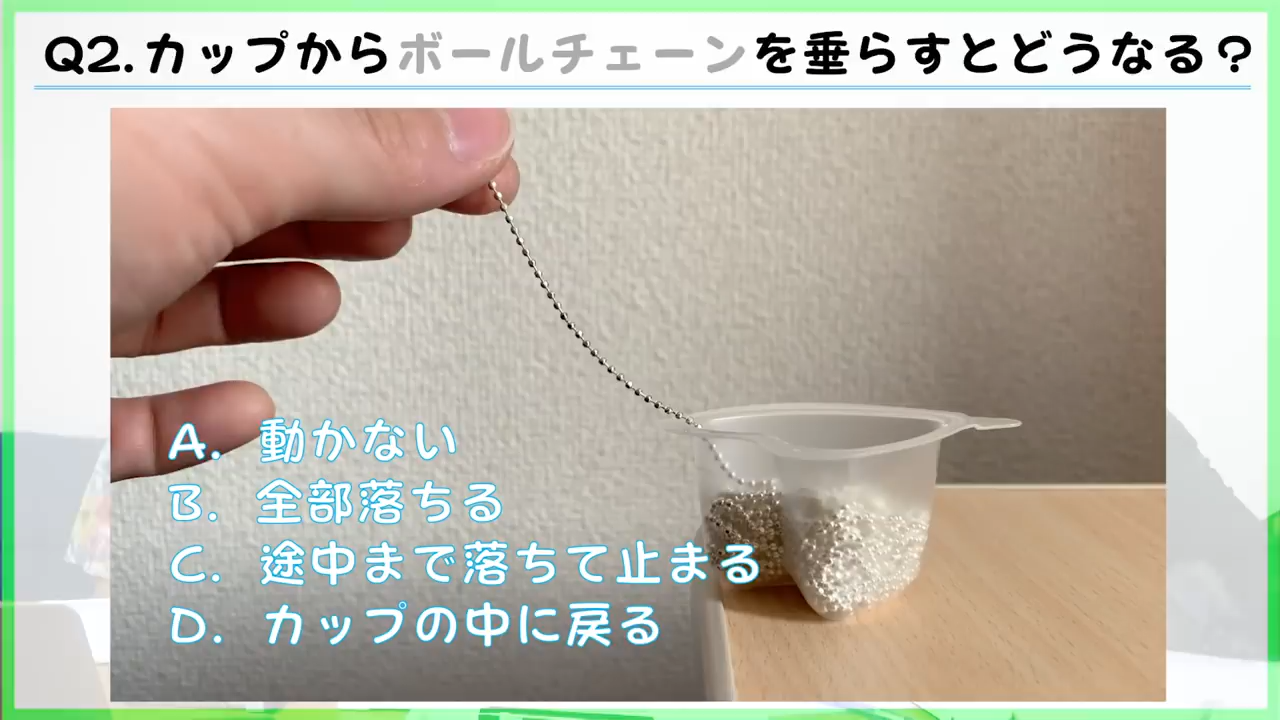 Q2.カップからボールチェーンを垂らすとどうなる？
A. 動かない
B. 全部落ちる
C. 途中まで落ちて止まる
D. カップの中に戻る